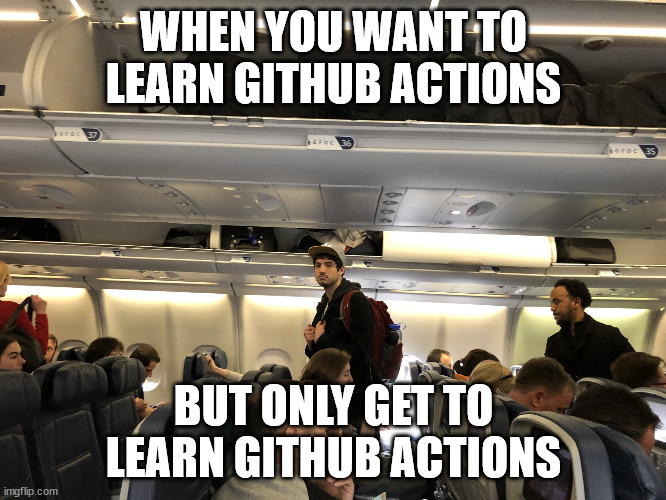 WHEN YOU WANT TO
LEARN GITHUB ACTIONS
37
GFDC 36
35
BUT ONLY GET TO
LEARN GITHUB ACTIONS
imgflip.com